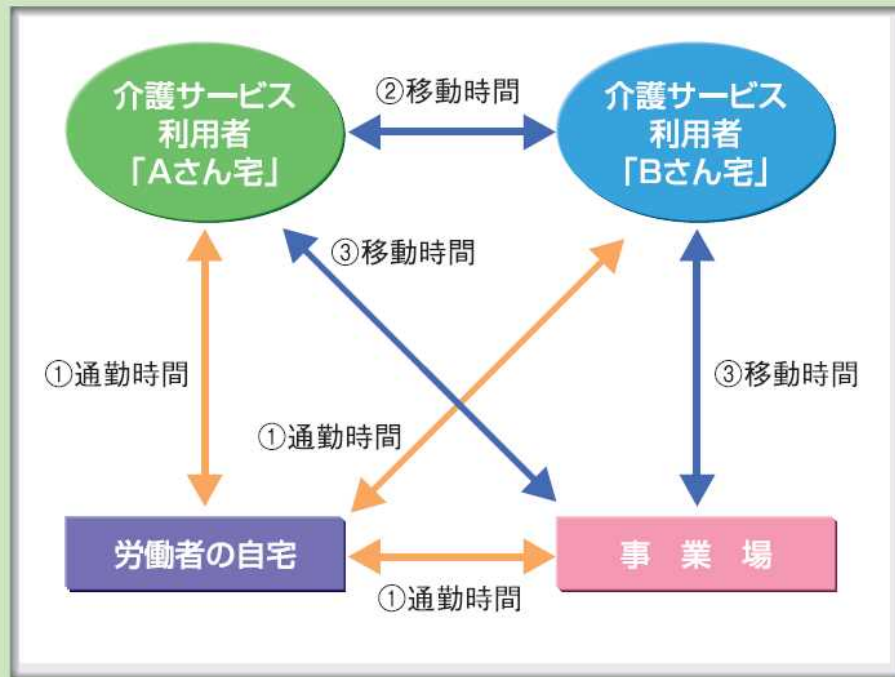 介護サービス
利用者
「Aさん宅」
②移動時間
介護サービス
利用者
「Bさん宅」
③移動時間
①通勤時間
③移動時間
①通勤時間
労働者の自宅
事業場
①通勤時間